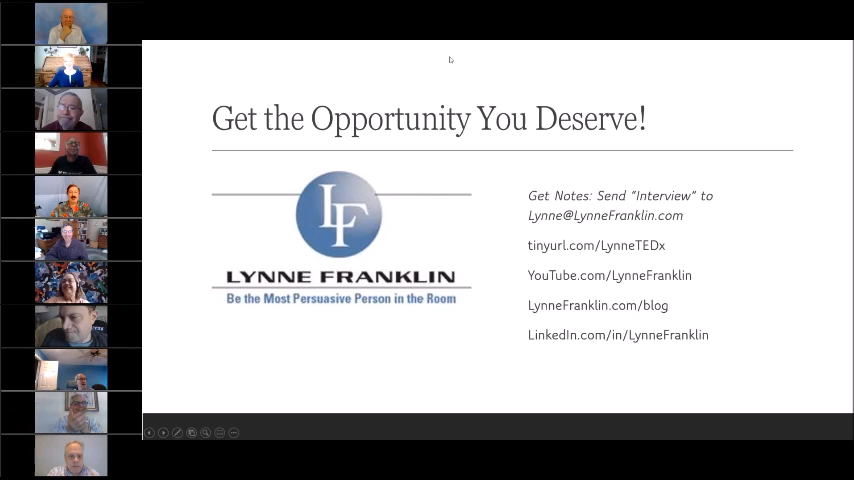 Get the Opportunity You Deserve!
LF
LYNNE FRANKLIN
Be the Most Persuasive Person in the Room
Get Notes: Send "Interview" to
Lynne@LynneFranklin.com
tinyurl.com/LynneTEDx
YouTube.com/LynneFranklin
LynneFranklin.com/blog
LinkedIn.com/in/LynneFranklin